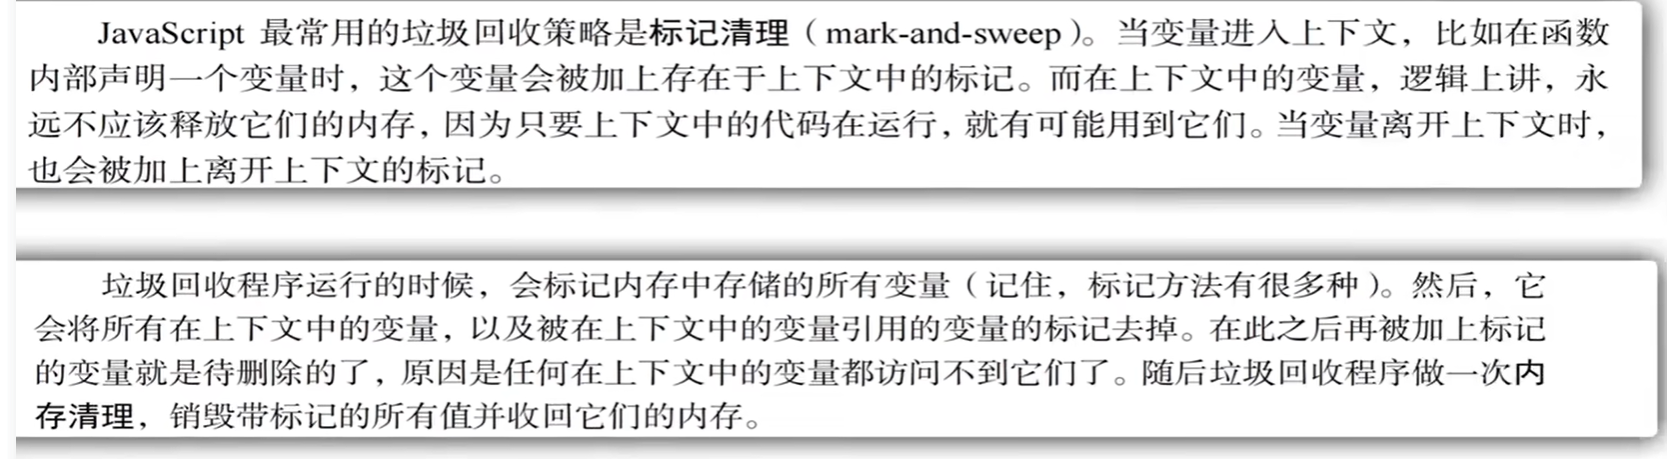 JavaScript 最常用的垃圾回收策略是标记清理（mark-and-sweep）。当变量进入上下文，比如在函数
内部声明一个变量时，这个变量会被加上存在于上下文中的标记。而在上下文中的变量，逻辑上讲，永
远不应该释放它们的内存，因为只要上下文中的代码在运行，就有可能用到它们。当变量离开上下文时，
也会被加上离开上下文的标记。
垃圾回收程序运行的时候，会标记内存中存储的所有变量（记住，标记方法有很多种）。然后，它
会将所有在上下文中的变量，以及被在上下文中的变量引用的变量的标记去掉。在此之后再被加上标记
的变量就是待删除的了，原因是任何在上下文中的变量都访问不到它们了。随后垃圾回收程序做一次内
存清理，销毁带标记的所有值并收回它们的内存。